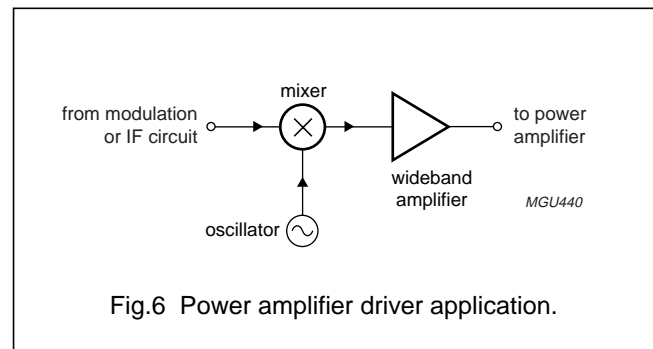 mixer
from modulation
or IF circuit
to power
amplifier
wideband
amplifier
MGU440
oscillator
Fig.6 Power amplifier driver application.